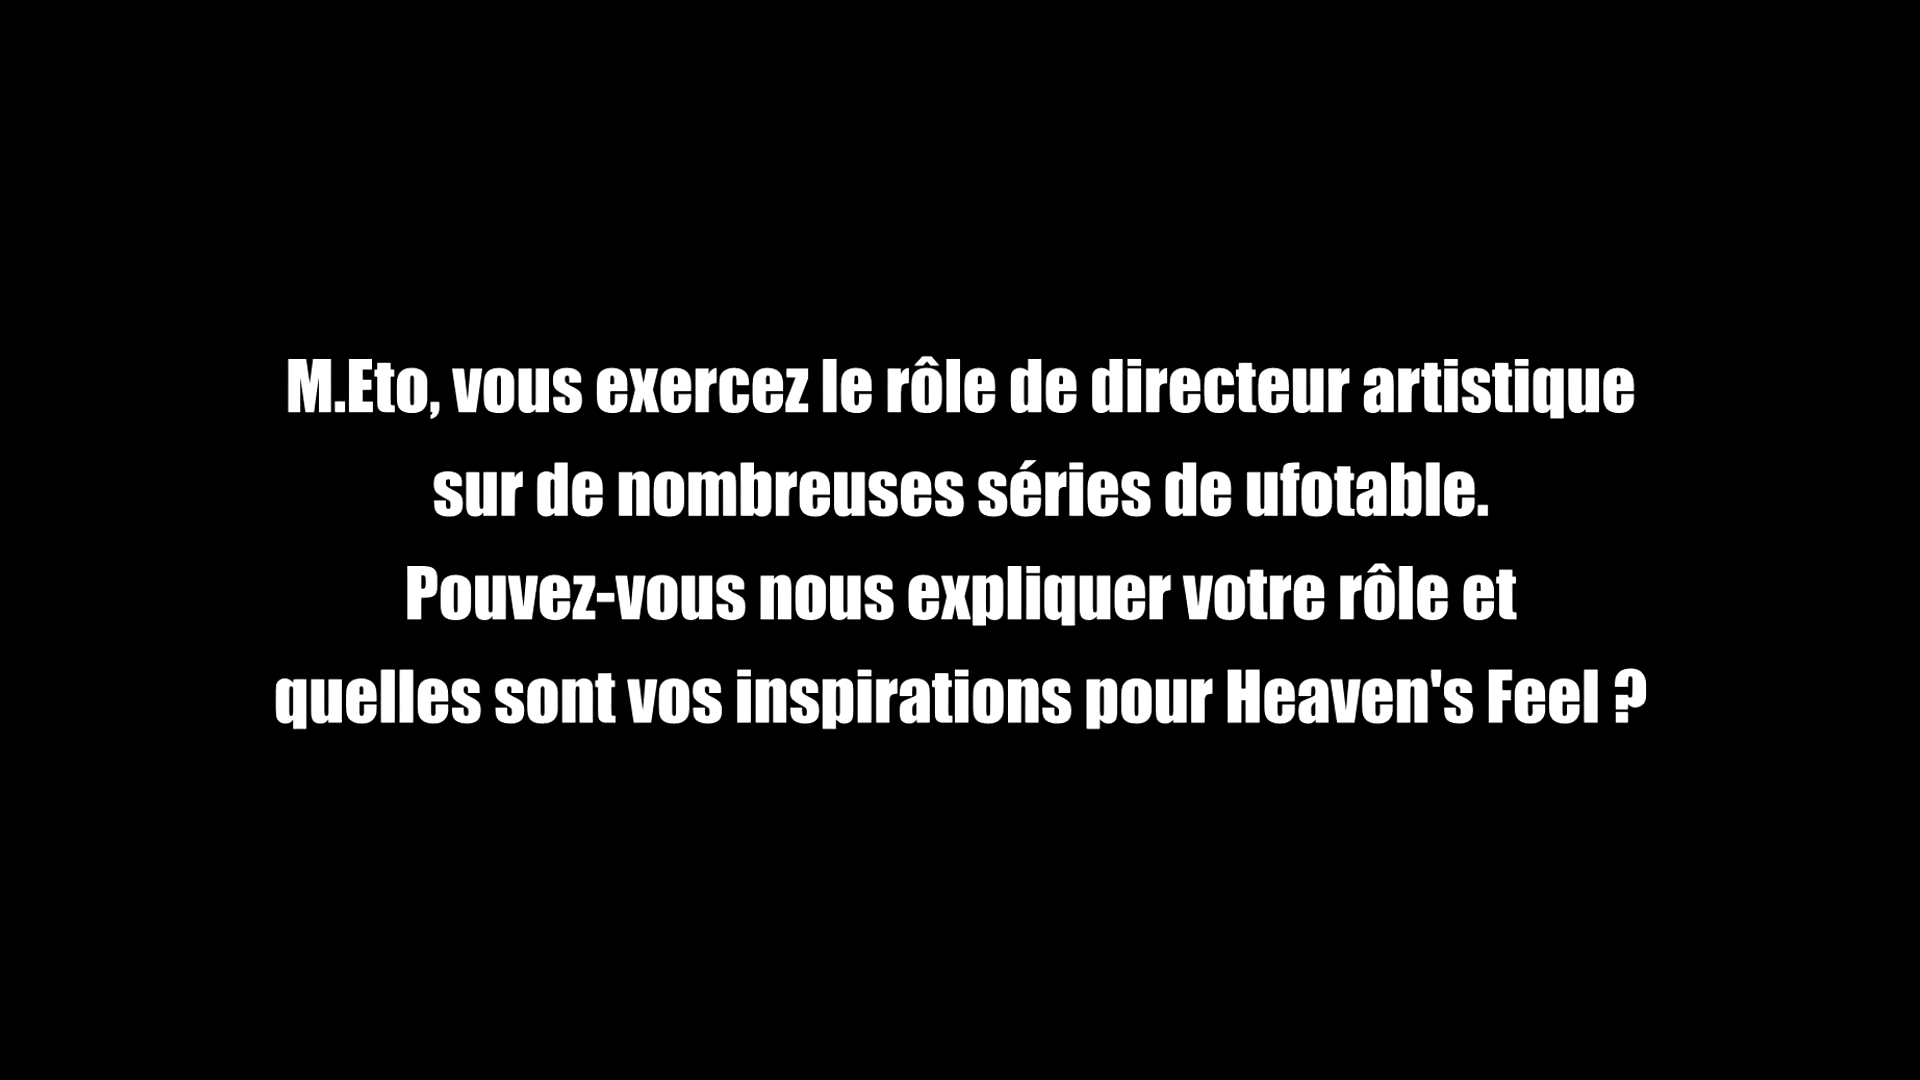 M.Eto, vous exercez le rôle de directeur artistique
sur de nombreuses séries de ufotable.
Pouvez-vous nous expliquer votre rôle et
quelles sont vos inspirations pour Heaven's Feel ?